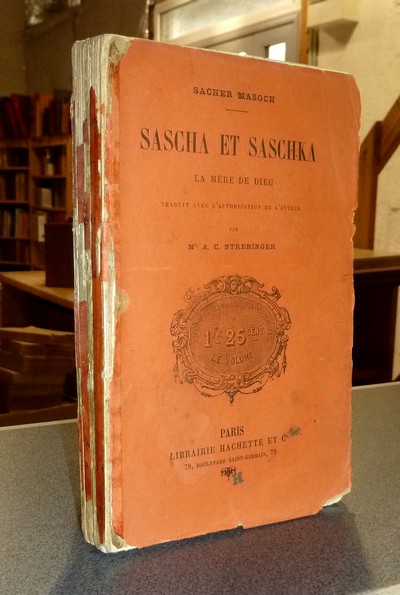 SACHER MASOCH
SASCHA ET SASCHKA
LA MÈRE DE DIEU
TRADUIT AVEC L'AUTORISATION DE L'AUTEUR
PAR
A. C. STREBINGER
1 25 CENT
LE VOLUME
PARIS
LIBRAIRIE HACHETTE ET Cie
79, BOULEVARD SAINT-GERMAIN, 79